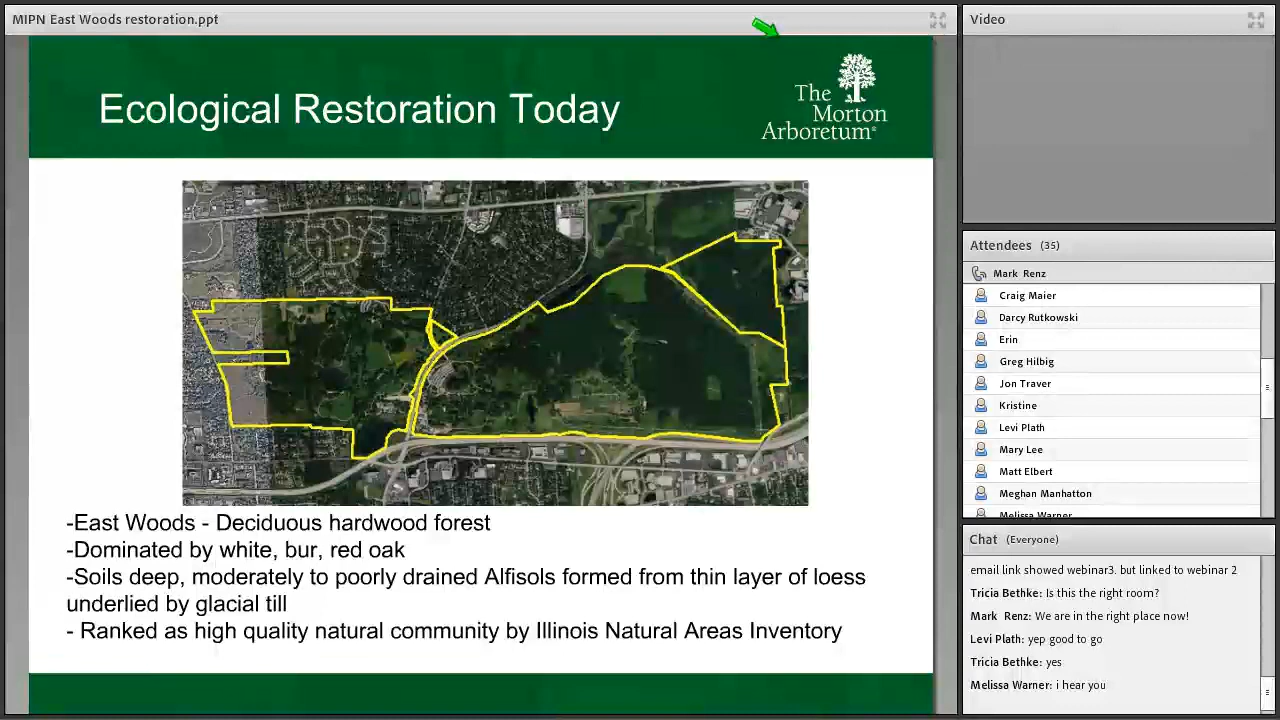 MIPN East Woods restoration.ppt
Ecological Restoration Today
The
Morton
Arboretum®
-East Woods - Deciduous hardwood forest
-Dominated by white, bur, red oak
-Soils deep, moderately to poorly drained Alfisols formed from thin layer of loess
underlied by glacial till
- Ranked as high quality natural community by Illinois Natural Areas Inventory
Video
Attendees (35)
Mark Renz
Craig Maier
Darcy Rutkowski
Erin
Greg Hilbig
Jon Traver
Kristine
Levi Plath
Mary Lee
Matt Elbert
Meghan Manhatton
Melissa Warner
Chat (Everyone)
email link showed webinar3. but linked to webinar 2
Tricia Bethke: Is this the right room?
Mark Renz: We are in the right place now!
Levi Plath: yep good to go
Tricia Bethke: yes
Melissa Warner: i hear you